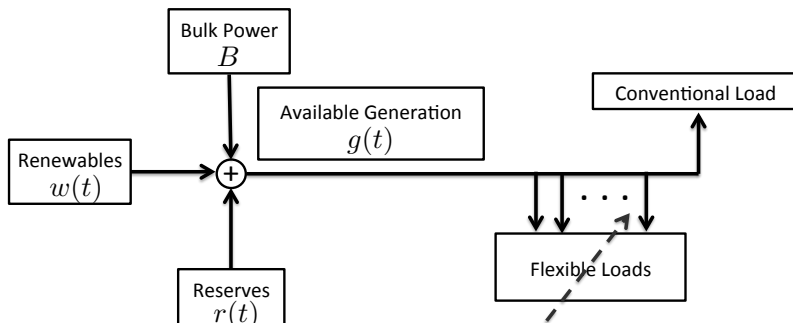 Bulk Power
B
Conventional Load
Available Generation
g(t)
Renewables
w(t)
+
. . .
Flexible Loads
Reserves
r(t)